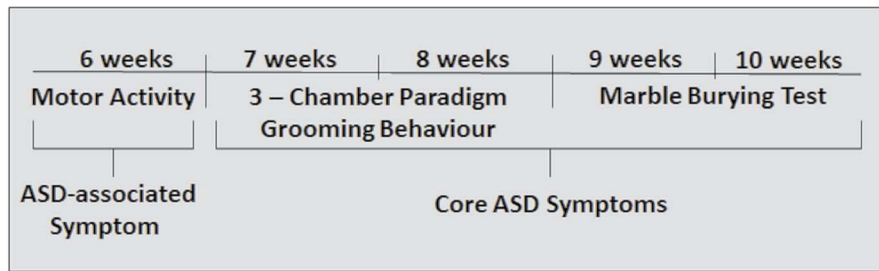 6 weeks 7 weeks 8 weeks 9 weeks 10 weeks
Motor Activity 3 – Chamber Paradigm Marble Burying Test
Grooming Behaviour
ASD-associated
Symptom
Core ASD Symptoms